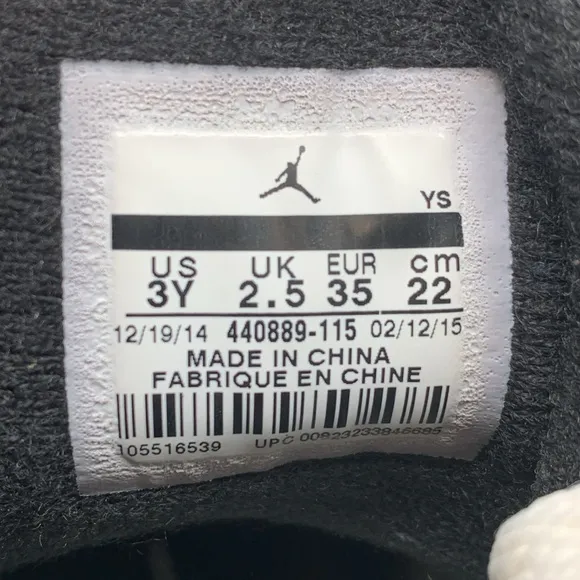 YS
US UK EUR cm
3Y 2.5 35 22
12/19/14 440889-115 02/12/15
MADE IN CHINA
FABRIQUE EN CHINE
105516539 UPC